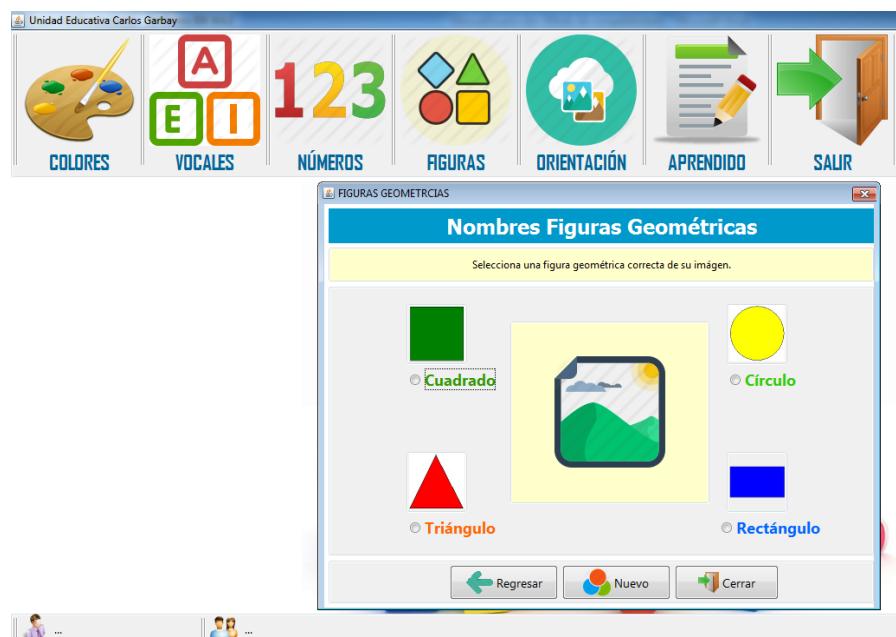 Unidad Educativa Carlos Garbay
A
E I
123
COLORES VOCALES NÚMEROS FIGURAS ORIENTACIÓN APRENDIDO SALIR
FIGURAS GEOMETRCIAS
Nombres Figuras Geométricas
Selecciona una figura geométrica correcta de su imágen.
Cuadrado Círculo
Triángulo Rectángulo
Regresar Nuevo Cerrar
... ...